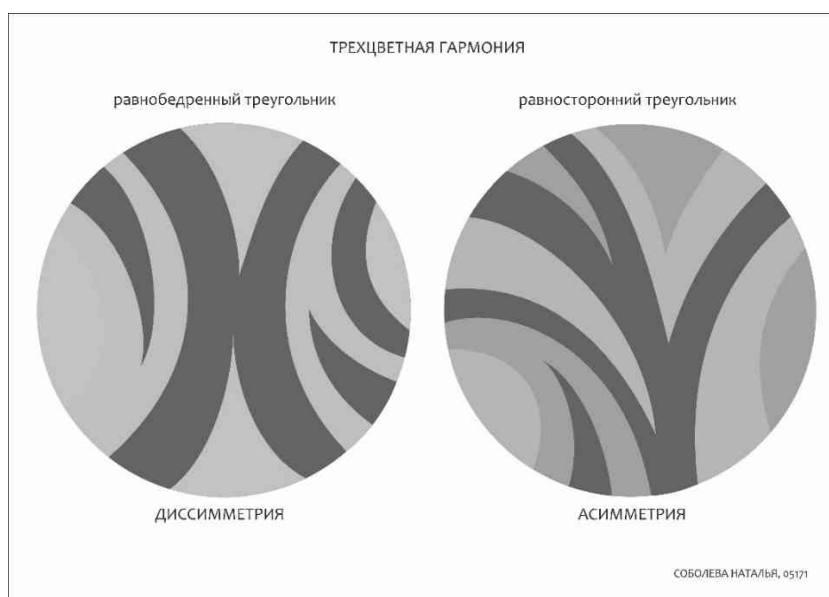 ТРЕХЦВЕТНАЯ ГАРМОНИЯ
равнобедренный треугольник
равносторонний треугольник
ДИССИММЕТРИЯ
АСИММЕТРИЯ
СОБОЛЕВА НАТАЛЬЯ, 05171